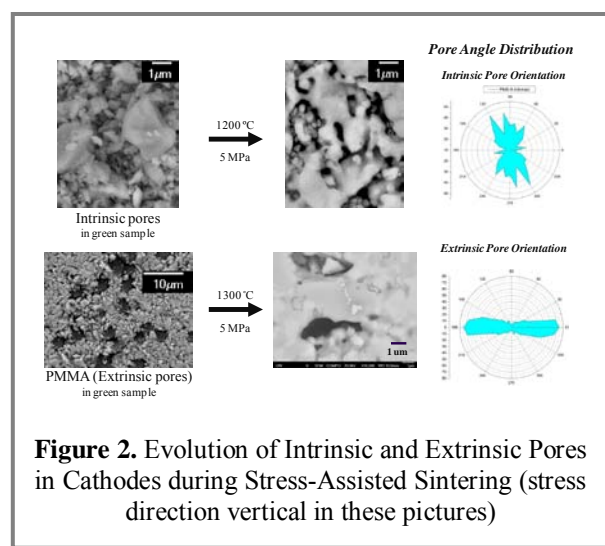 Pore Angle Distribution
Intrinsic Pore Orientation
1μm
1200 ºC
5 MPa
1μm
Intrinsic pores
in green sample
Extrinsic Pore Orientation
10μm
1300 ºC
5 MPa
1 um
PMMA (Extrinsic pores)
in green sample
Figure 2. Evolution of Intrinsic and Extrinsic Pores
in Cathodes during Stress-Assisted Sintering (stress
direction vertical in these pictures)